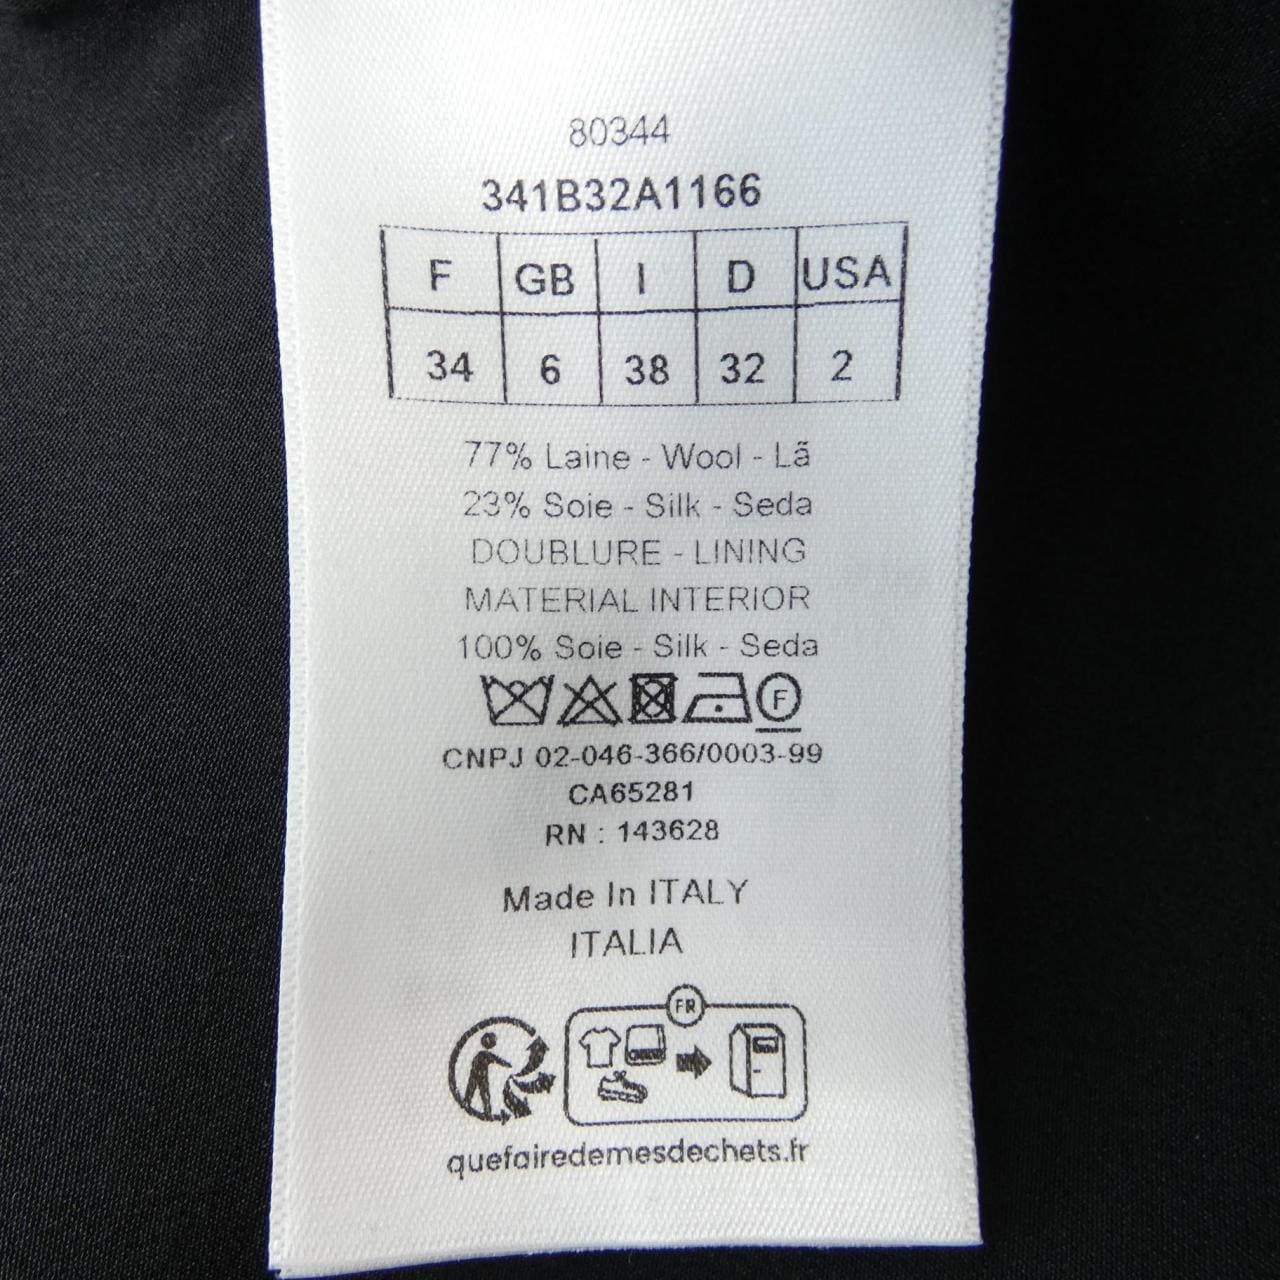 80344
341B32A1166
F GB I D USA
34 6 38 32 2
77% Laine - Wool - Lã
23% Soie - Silk - Seda
DOUBLURE - LINING
MATERIAL INTERIOR
100% Soie - Silk - Seda
F
CNPJ 02-046-366/0003-99
CA65281
RN : 143628
Made In ITALY
ITALIA
FR
quefairedemesdechets.fr